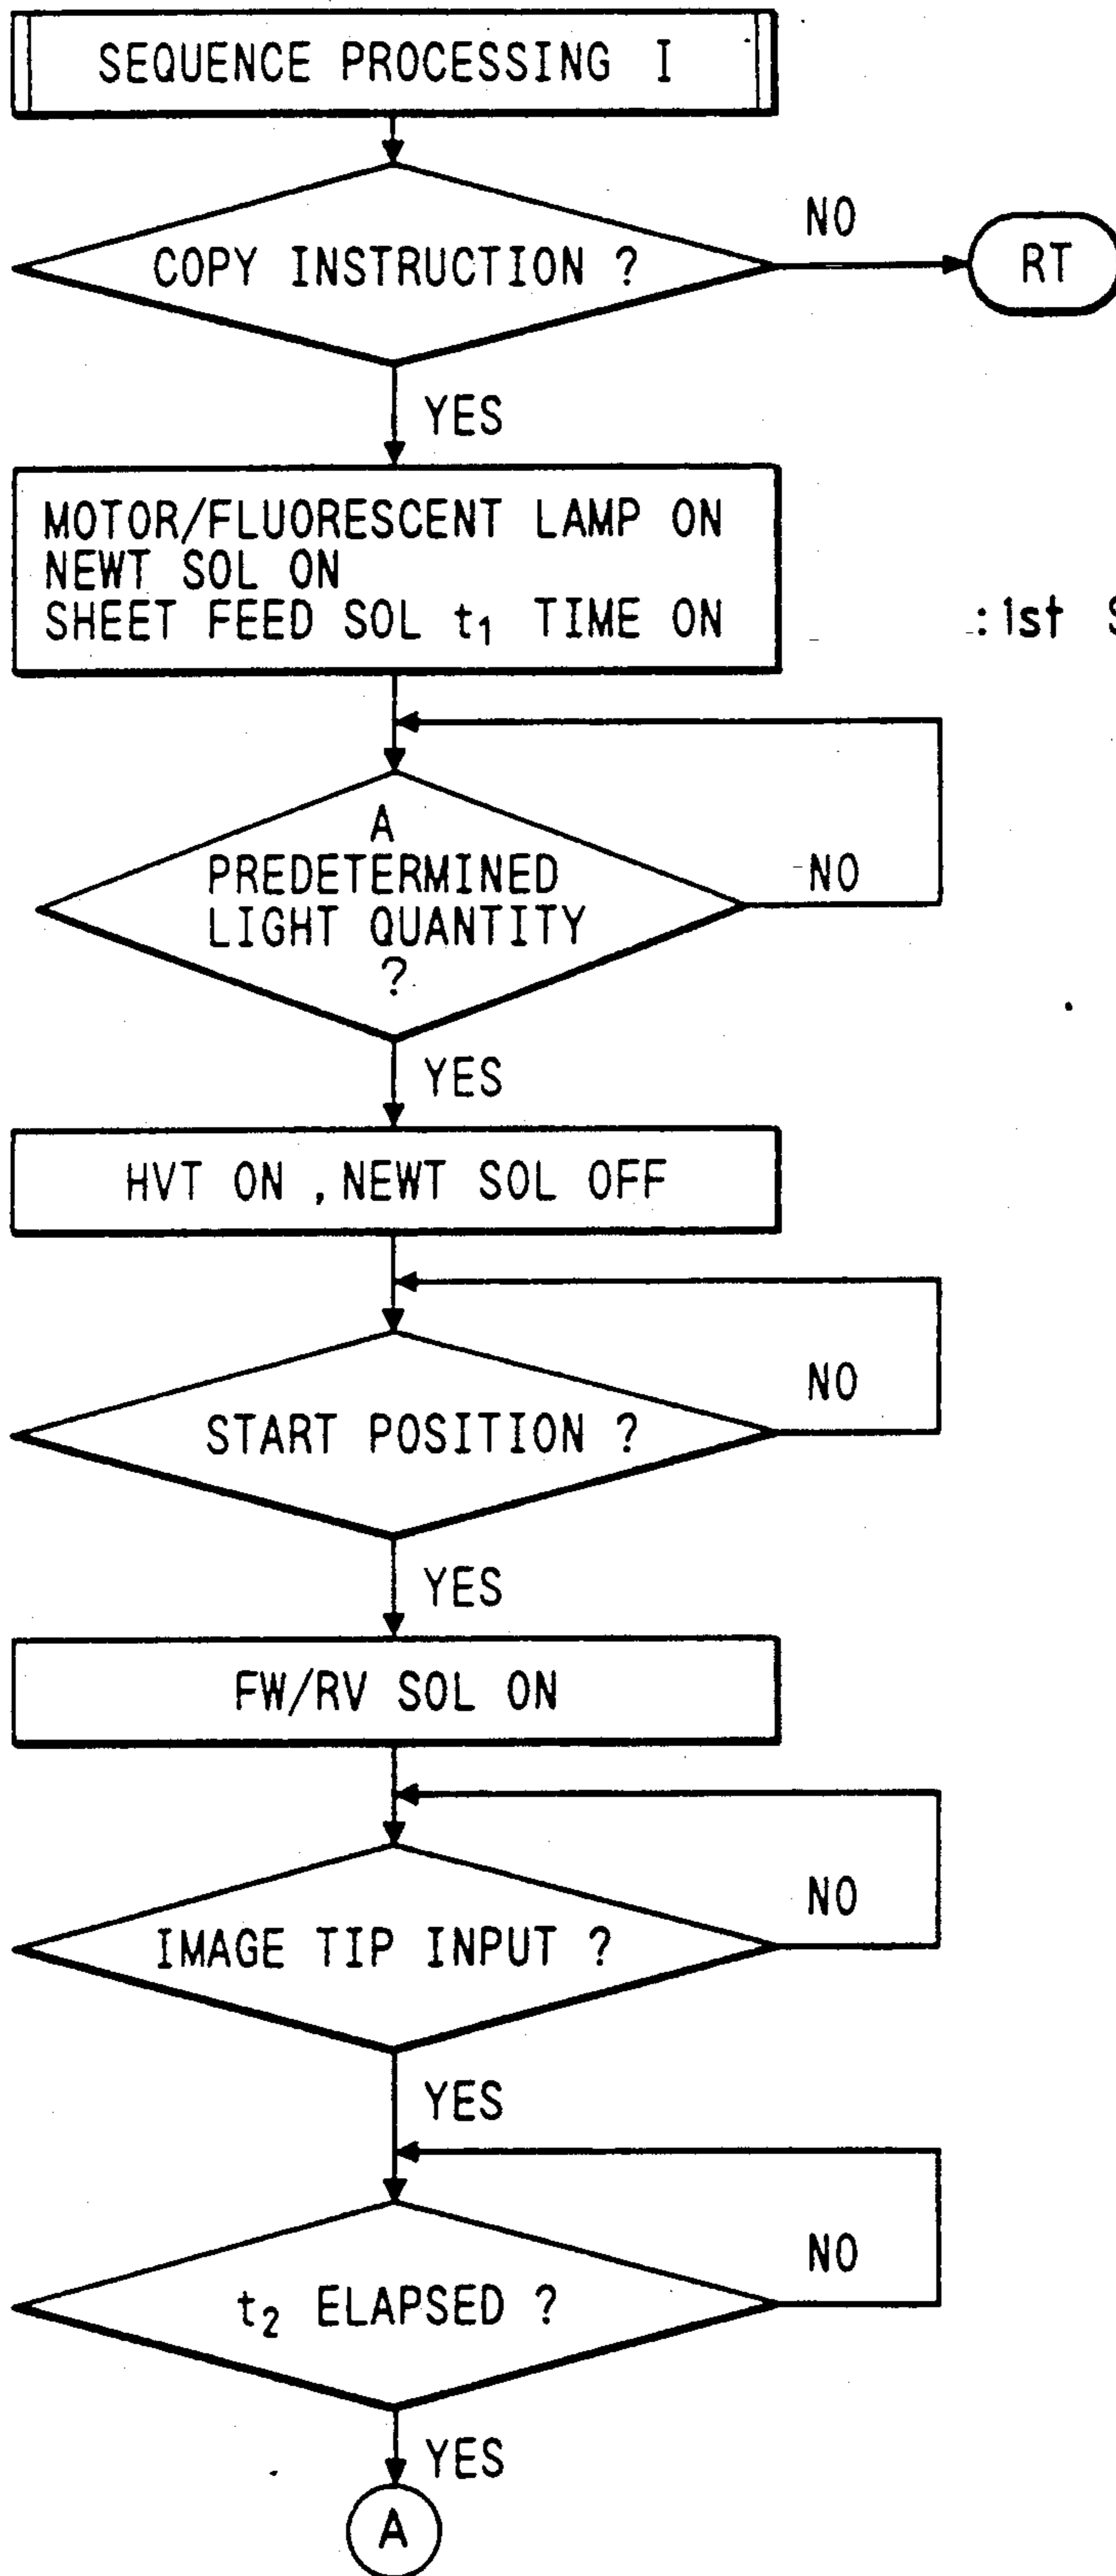 SEQUENCE PROCESSING I
COPY INSTRUCTION ?
NO
RT
YES
MOTOR/FLUORESCENT LAMP ON
NEWT SOL ON
SHEET FEED SOL t₁ TIME ON
:1st S
A
PREDETERMINED
LIGHT QUANTITY
?
NO
YES
HVT ON , NEWT SOL OFF
START POSITION ?
NO
YES
FW/RV SOL ON
IMAGE TIP INPUT ?
NO
YES
t₂ ELAPSED ?
NO
YES
A